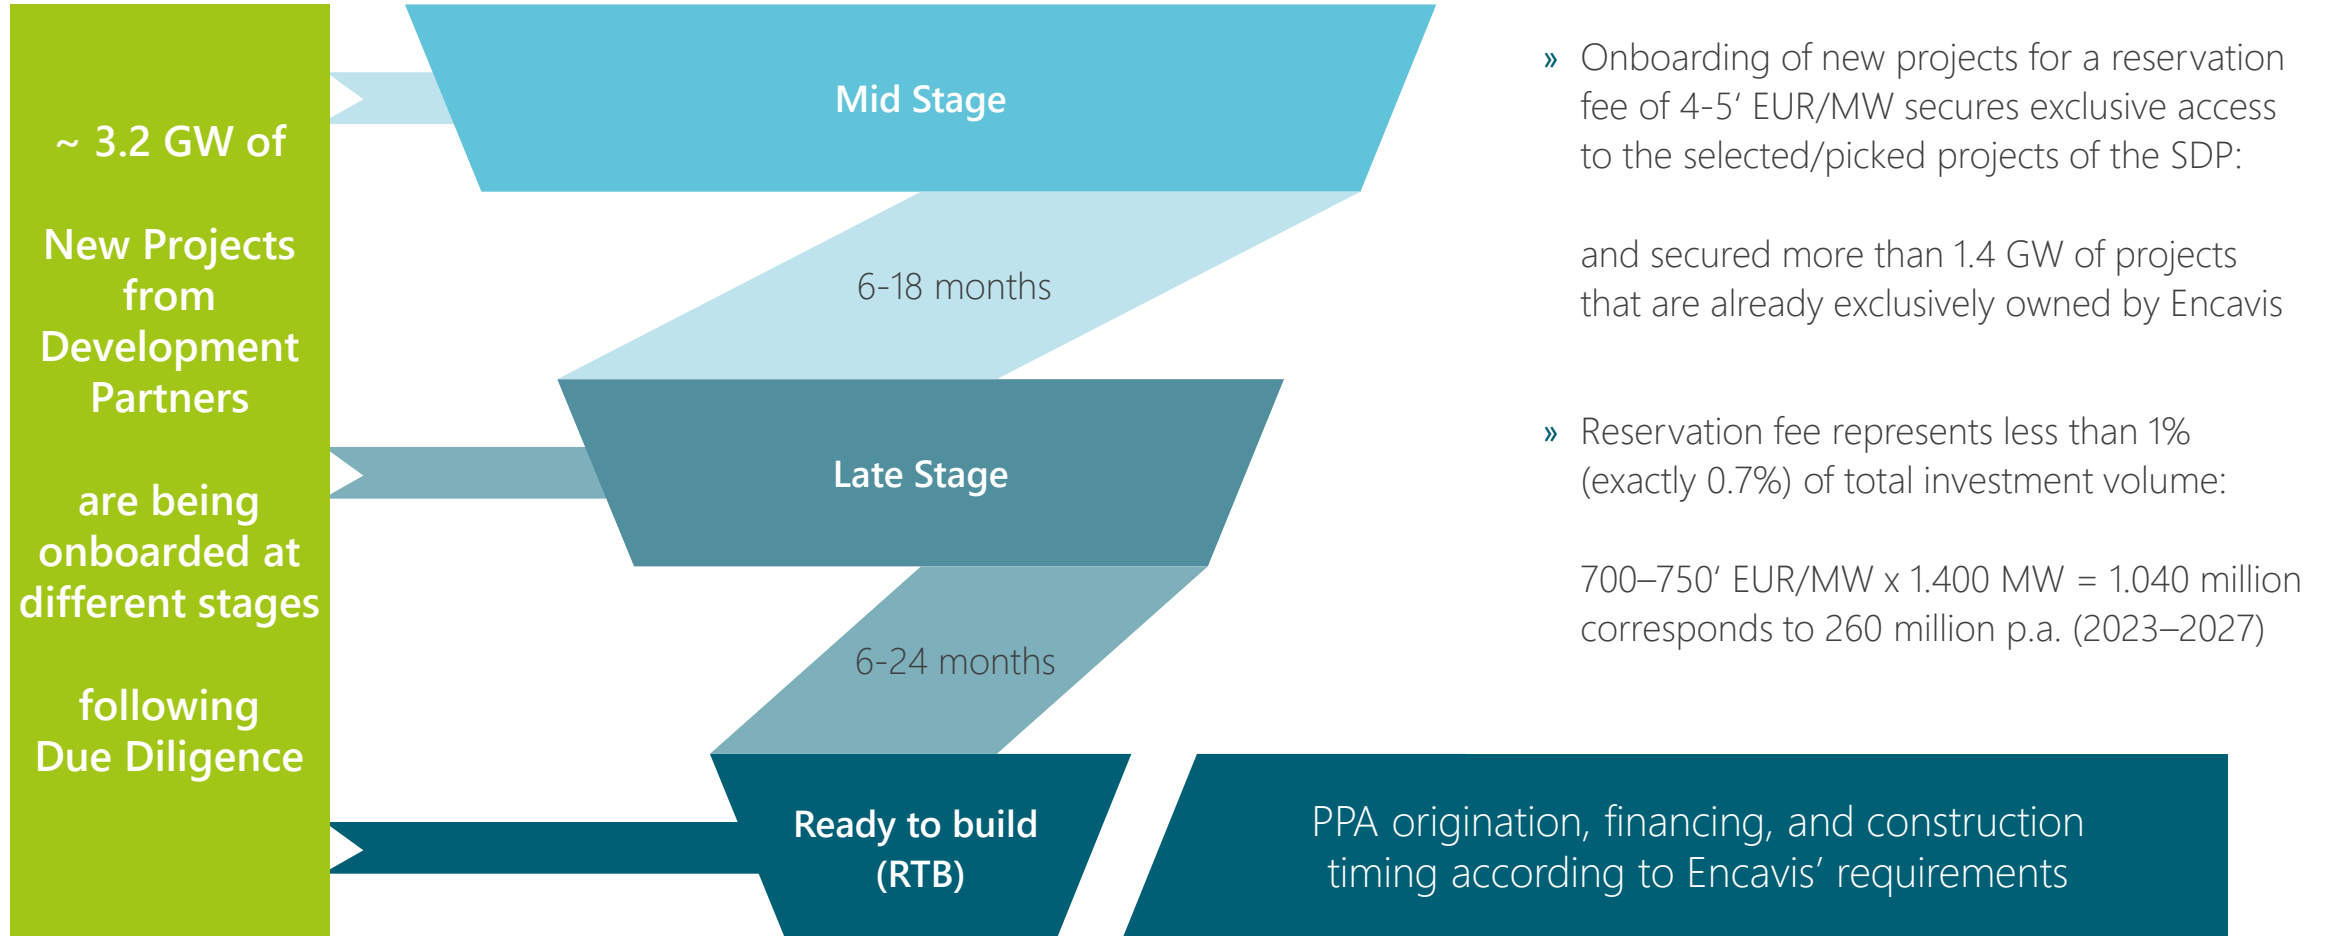 ~ 3.2 GW of
New Projects
from
Development
Partners
are being
onboarded at
different stages
following
Due Diligence
Mid Stage
6-18 months
Late Stage
6-24 months
Ready to build
(RTB)
» Onboarding of new projects for a reservation
fee of 4-5‘ EUR/MW secures exclusive access
to the selected/picked projects of the SDP:
and secured more than 1.4 GW of projects
that are already exclusively owned by Encavis
» Reservation fee represents less than 1%
(exactly 0.7%) of total investment volume:
700–750‘ EUR/MW x 1.400 MW = 1.040 million
corresponds to 260 million p.a. (2023–2027)
PPA origination, financing, and construction
timing according to Encavis’ requirements